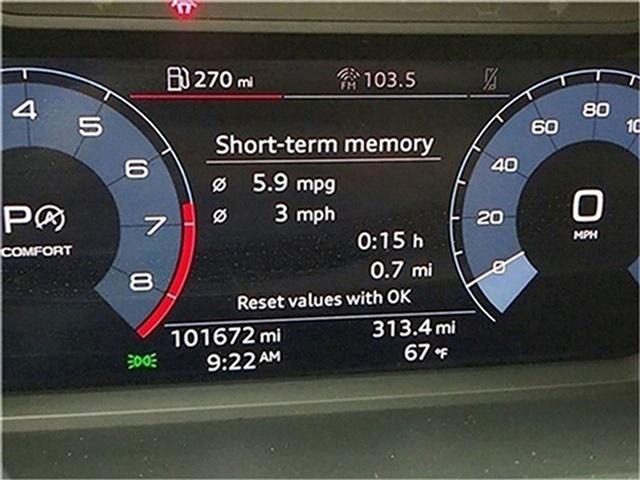 270 mi
FM 103.5
Short-term memory
Ø 5.9 mpg
Ø 3 mph
0:15 h
0.7 mi
Reset values with OK
101672 mi
313.4 mi
9:22 AM
67 °F
4
5
6
7
8
P
A
COMFORT
0
20
40
60
80
10
0
MPH